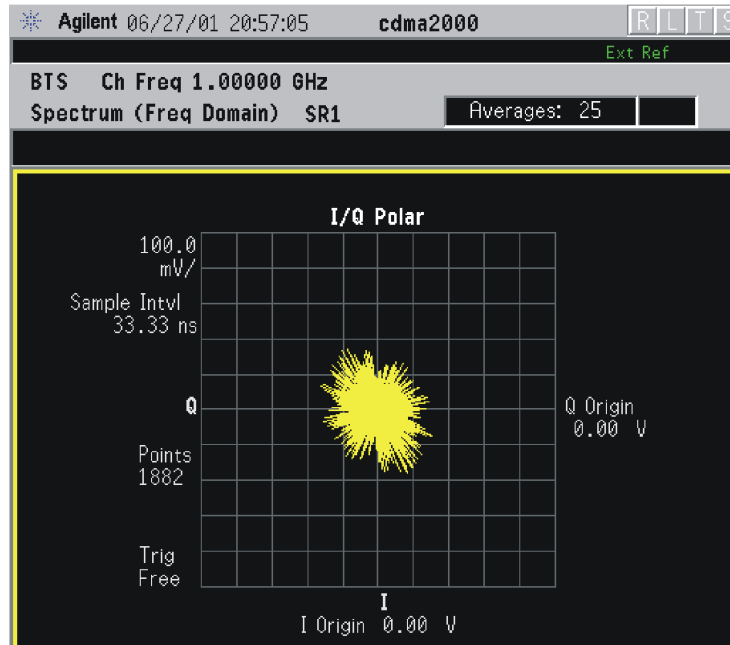 Agilent 06/27/01 20:57:05 cdma2000 R L T S
Ext Ref
BTS Ch Freq 1.00000 GHz
Spectrum (Freq Domain) SR1 Averages: 25
I/Q Polar
100.0
mV/
Sample Intvl
33.33 ns
Q
Q Origin
0.00 V
Points
1882
Trig
Free
I
I Origin 0.00 V